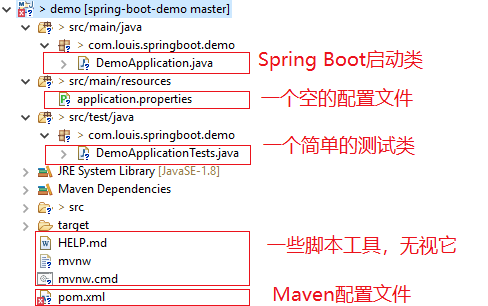 > demo [spring-boot-demo master]
> src/main/java
> com.louis.springboot.demo
> DemoApplication.java
Spring Boot启动类
> src/main/resources
application.properties
一个空的配置文件
> src/test/java
> com.louis.springboot.demo
> DemoApplicationTests.java
一个简单的测试类
JRE System Library [JavaSE-1.8]
Maven Dependencies
> src
target
HELP.md
一些脚本工具，无视它
mvnw
mvnw.cmd
pom.xml
Maven配置文件